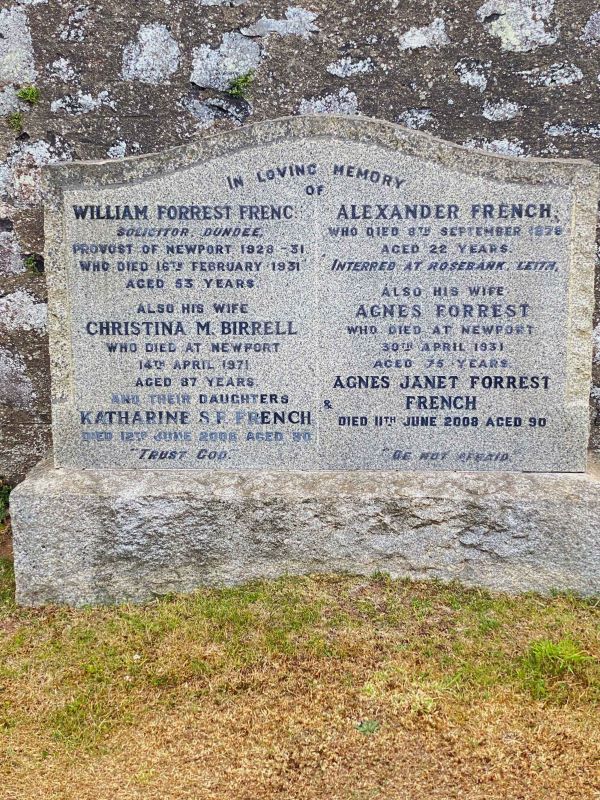 IN LOVING MEMORY
OF
WILLIAM FORREST FRENC
SOLICITOR, DUNDEE,
PROVOST OF NEWPORT 1928-31
WHO DIED 16TH FEBRUARY 1931
AGED 53 YEARS
ALSO HIS WIFE
CHRISTINA M. BIRRELL
WHO DIED AT NEWPORT
14TH APRIL 1971
AGED 87 YEARS
AND THEIR DAUGHTERS
KATHARINE S.F. FRENCH
DIED 12TH JUNE 2008 AGED 90
"TRUST GOD."
ALEXANDER FRENCH,
WHO DIED 8TH SEPTEMBER 1878
AGED 22 YEARS.
INTERRED AT ROSEBANK, LEITH,
ALSO HIS WIFE
AGNES FORREST
WHO DIED AT NEWPORT
30TH APRIL 1931
AGED 75 YEARS.
AGNES JANET FORREST
& FRENCH
DIED 11TH JUNE 2008 AGED 90
"BE NOT AFRAID."